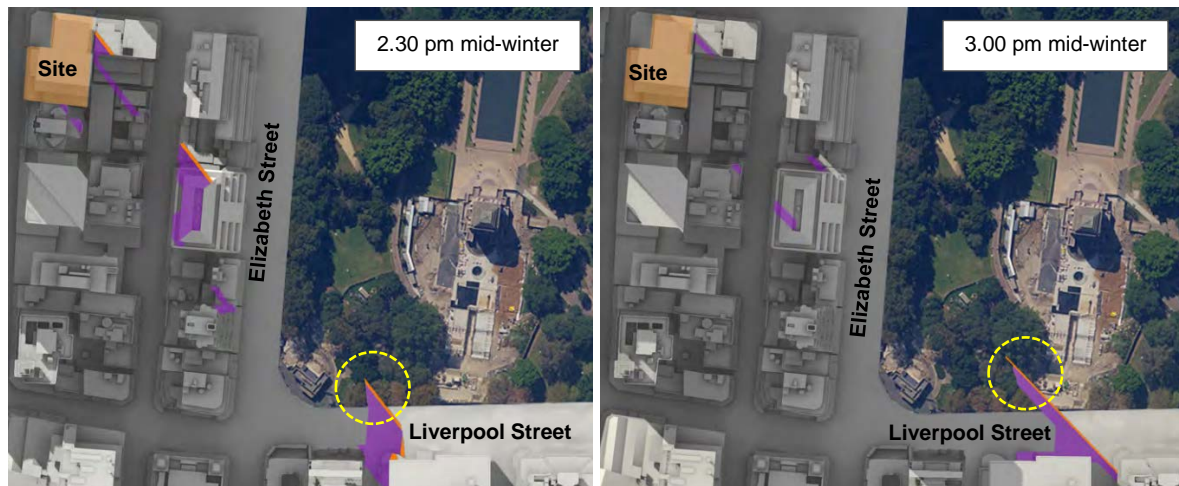 2.30 pm mid-winter
Site
Elizabeth Street
Liverpool Street
3.00 pm mid-winter
Site
Elizabeth Street
Liverpool Street